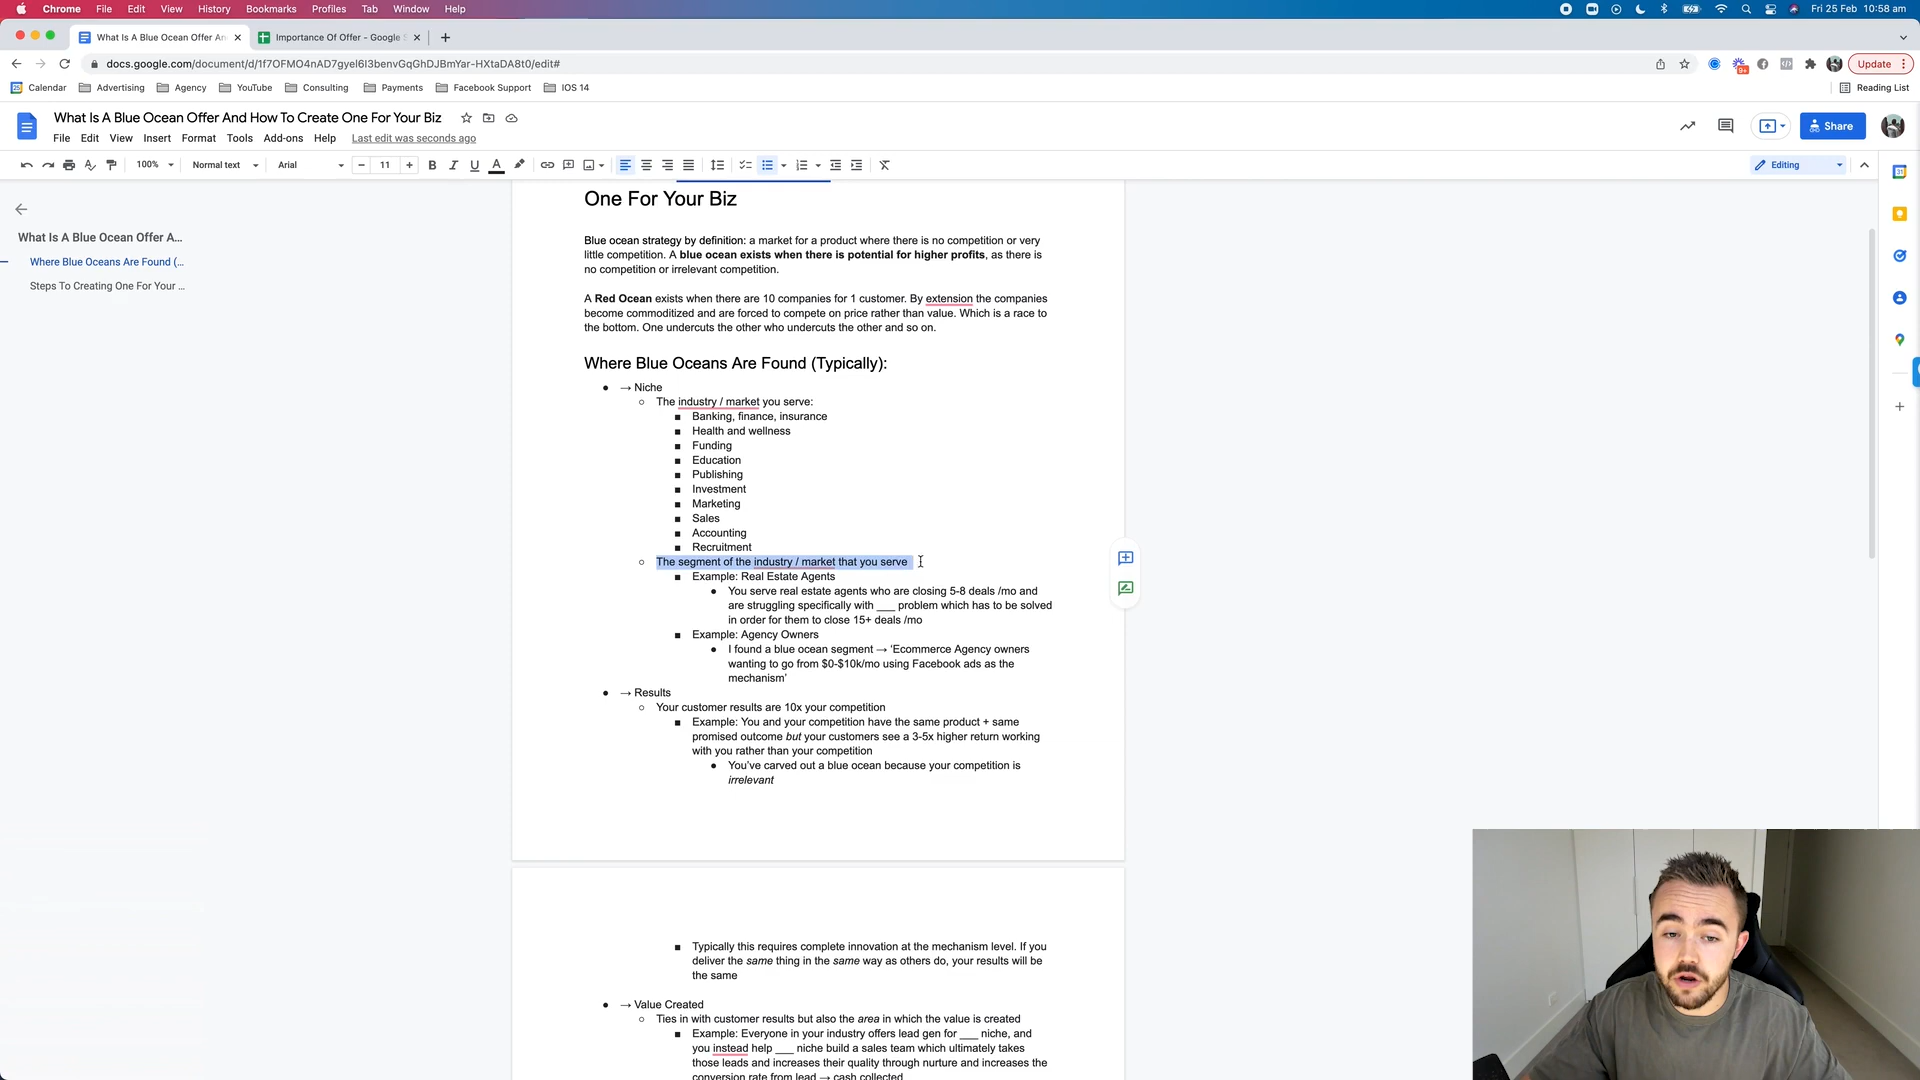 Chrome File Edit View History Bookmarks Profiles Tab Window Help Fri 25 Feb 10:58 am
What Is A Blue Ocean Offer An Importance Of Offer - Google S
docs.google.com/document/d/1f7OFMO4nAD7gyel6I3benvGqGhDJBmYar-HXtaDA8t0/edit# 9+ Update
Calendar Advertising Agency YouTube Consulting Payments Facebook Support IOS 14 Reading List
What Is A Blue Ocean Offer And How To Create One For Your Biz
File Edit View Insert Format Tools Add-ons Help Last edit was seconds ago Share
100% Normal text Arial 11 B I U A Editing
What Is A Blue Ocean Offer A...
Where Blue Oceans Are Found (...
Steps To Creating One For Your ...
One For Your Biz
Blue ocean strategy by definition: a market for a product where there is no competition or very
little competition. A blue ocean exists when there is potential for higher profits, as there is
no competition or irrelevant competition.
A Red Ocean exists when there are 10 companies for 1 customer. By extension the companies
become commoditized and are forced to compete on price rather than value. Which is a race to
the bottom. One undercuts the other who undercuts the other and so on.
Where Blue Oceans Are Found (Typically):
● → Niche
○ The industry / market you serve:
■ Banking, finance, insurance
■ Health and wellness
■ Funding
■ Education
■ Publishing
■ Investment
■ Marketing
■ Sales
■ Accounting
■ Recruitment
○ The segment of the industry / market that you serve
■ Example: Real Estate Agents
● You serve real estate agents who are closing 5-8 deals /mo and
are struggling specifically with ___ problem which has to be solved
in order for them to close 15+ deals /mo
■ Example: Agency Owners
● I found a blue ocean segment → ‘Ecommerce Agency owners
wanting to go from $0-$10k/mo using Facebook ads as the
mechanism’
● → Results
○ Your customer results are 10x your competition
■ Example: You and your competition have the same product + same
promised outcome but your customers see a 3-5x higher return working
with you rather than your competition
● You’ve carved out a blue ocean because your competition is
irrelevant
■ Typically this requires complete innovation at the mechanism level. If you
deliver the same thing in the same way as others do, your results will be
the same
● → Value Created
○ Ties in with customer results but also the area in which the value is created
■ Example: Everyone in your industry offers lead gen for ___ niche, and
you instead help ___ niche build a sales team which ultimately takes
those leads and increases their quality through nurture and increases the
conversion rate from lead → cash collected